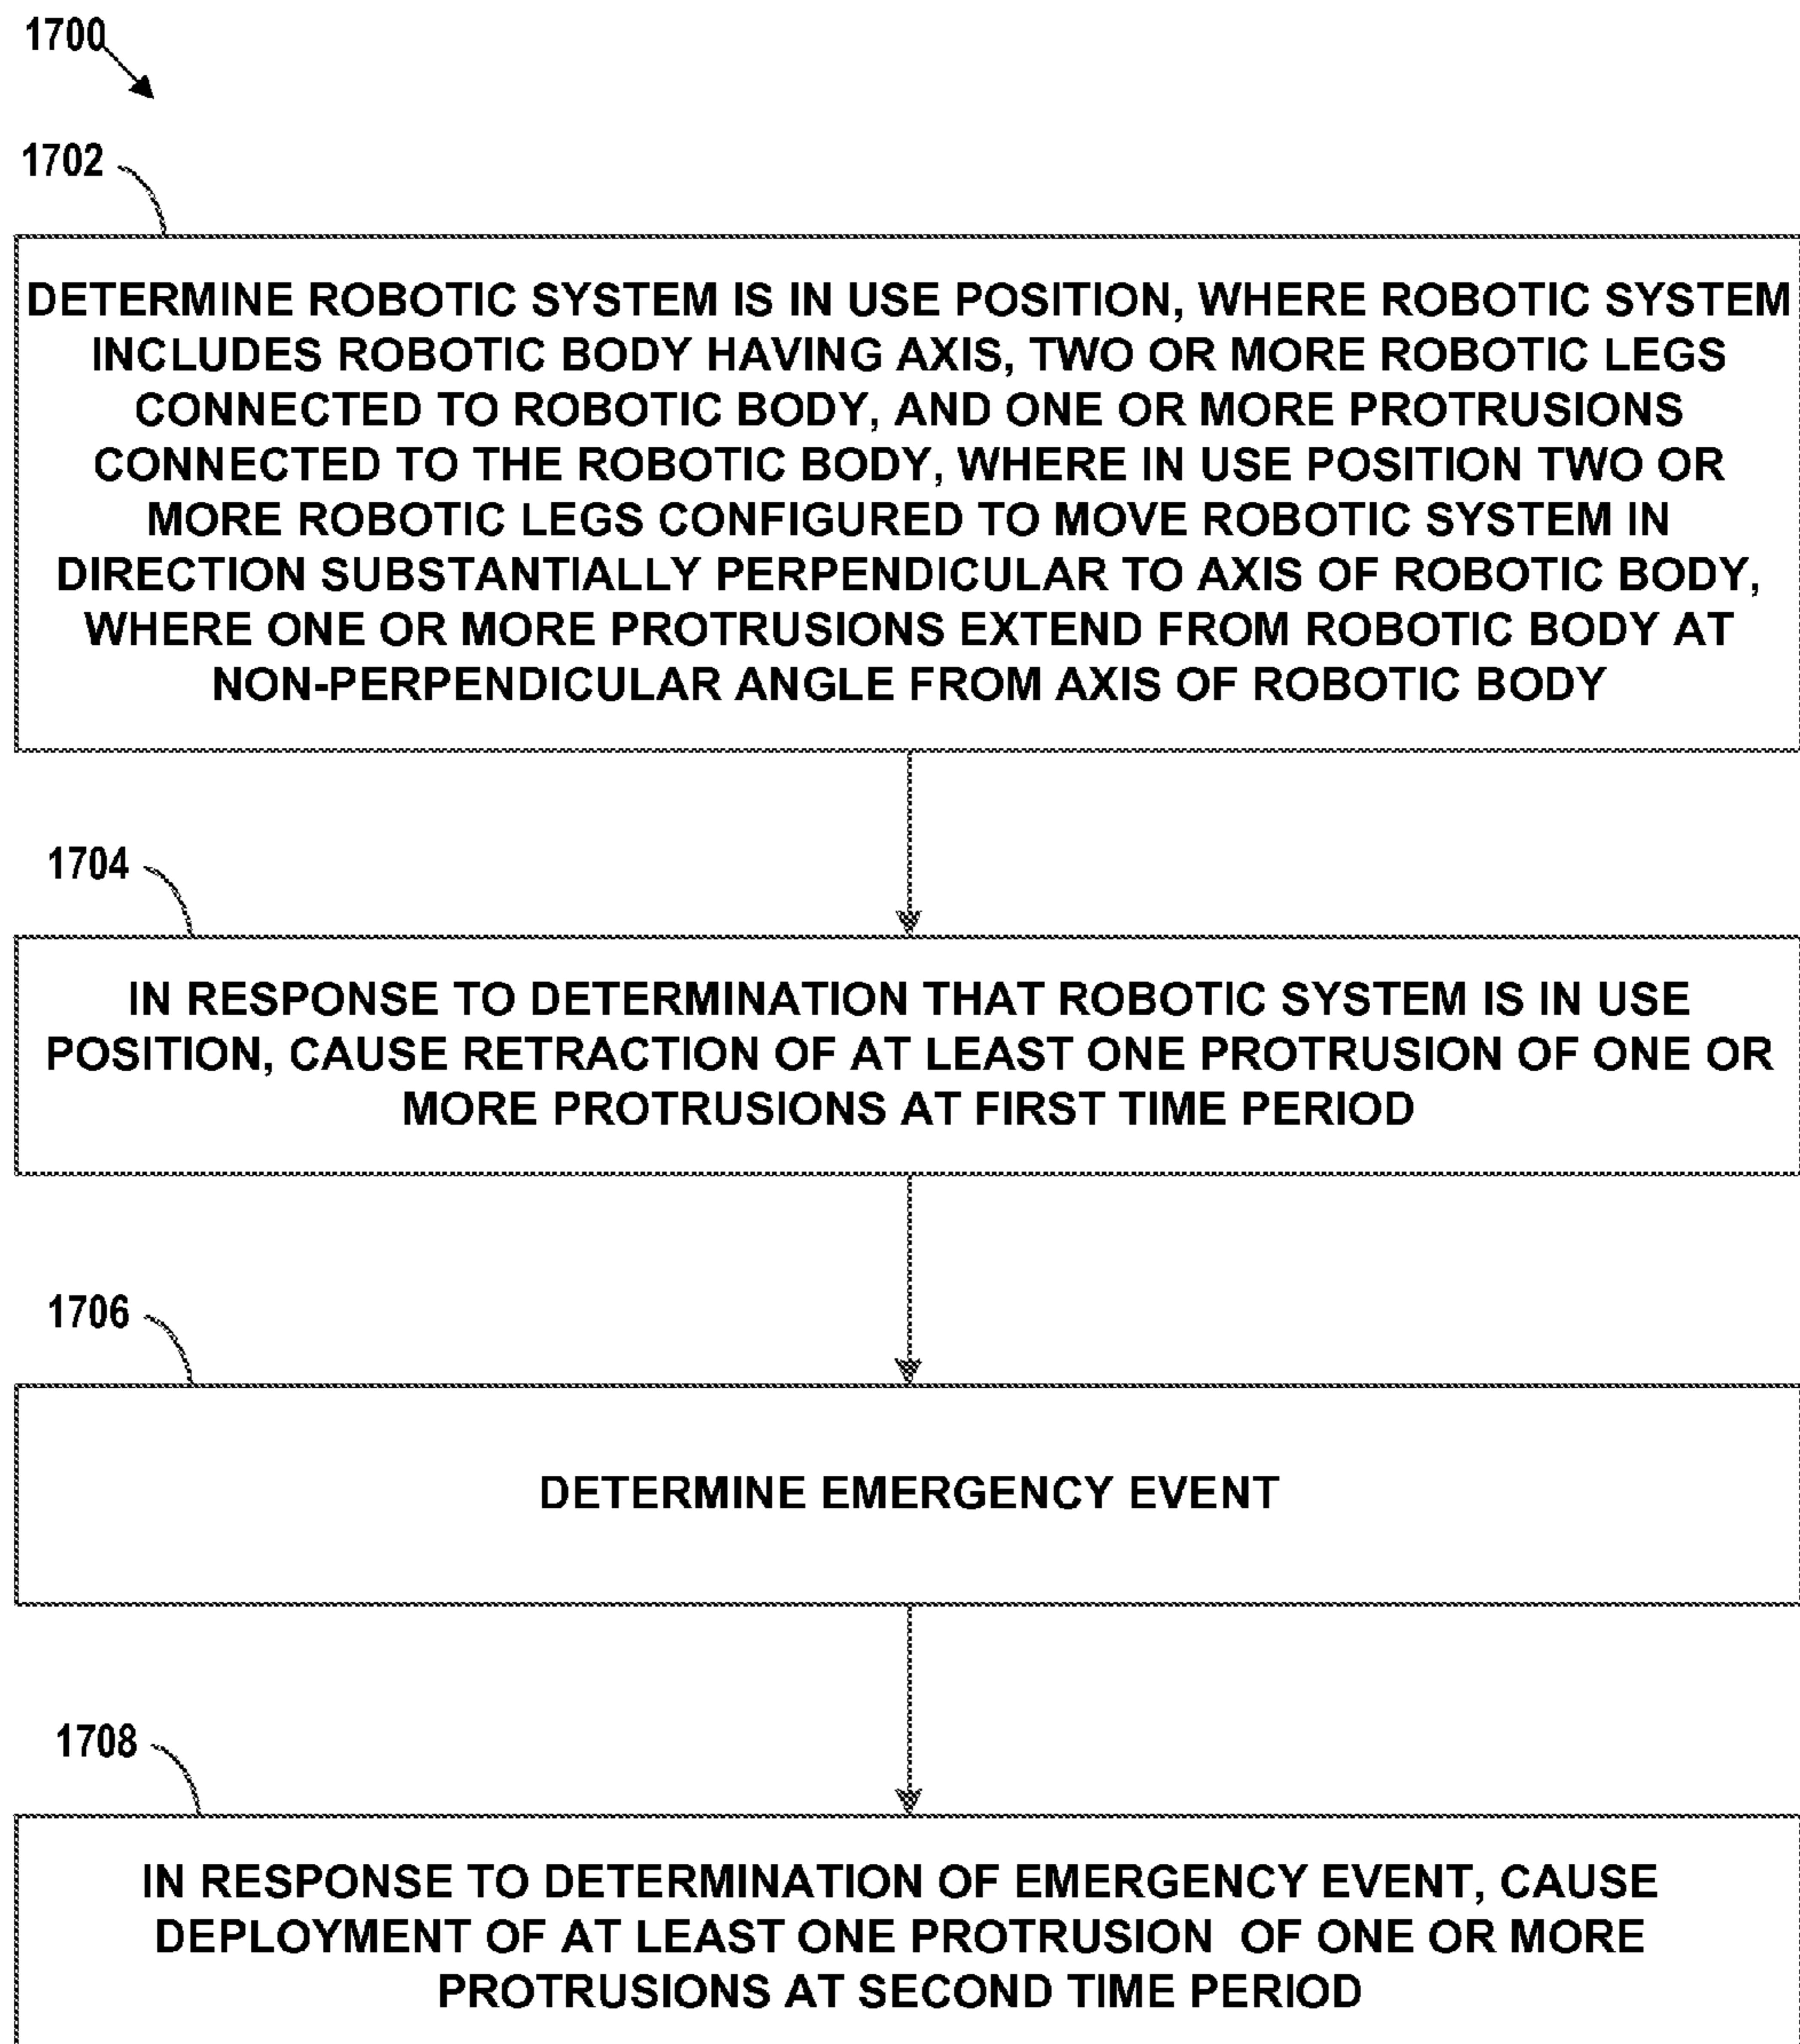 1700
1702
DETERMINE ROBOTIC SYSTEM IS IN USE POSITION, WHERE ROBOTIC SYSTEM
INCLUDES ROBOTIC BODY HAVING AXIS, TWO OR MORE ROBOTIC LEGS
CONNECTED TO ROBOTIC BODY, AND ONE OR MORE PROTRUSIONS
CONNECTED TO THE ROBOTIC BODY, WHERE IN USE POSITION TWO OR
MORE ROBOTIC LEGS CONFIGURED TO MOVE ROBOTIC SYSTEM IN
DIRECTION SUBSTANTIALLY PERPENDICULAR TO AXIS OF ROBOTIC BODY,
WHERE ONE OR MORE PROTRUSIONS EXTEND FROM ROBOTIC BODY AT
NON-PERPENDICULAR ANGLE FROM AXIS OF ROBOTIC BODY
1704
IN RESPONSE TO DETERMINATION THAT ROBOTIC SYSTEM IS IN USE
POSITION, CAUSE RETRACTION OF AT LEAST ONE PROTRUSION OF ONE OR
MORE PROTRUSIONS AT FIRST TIME PERIOD
1706
DETERMINE EMERGENCY EVENT
1708
IN RESPONSE TO DETERMINATION OF EMERGENCY EVENT, CAUSE
DEPLOYMENT OF AT LEAST ONE PROTRUSION OF ONE OR MORE
PROTRUSIONS AT SECOND TIME PERIOD